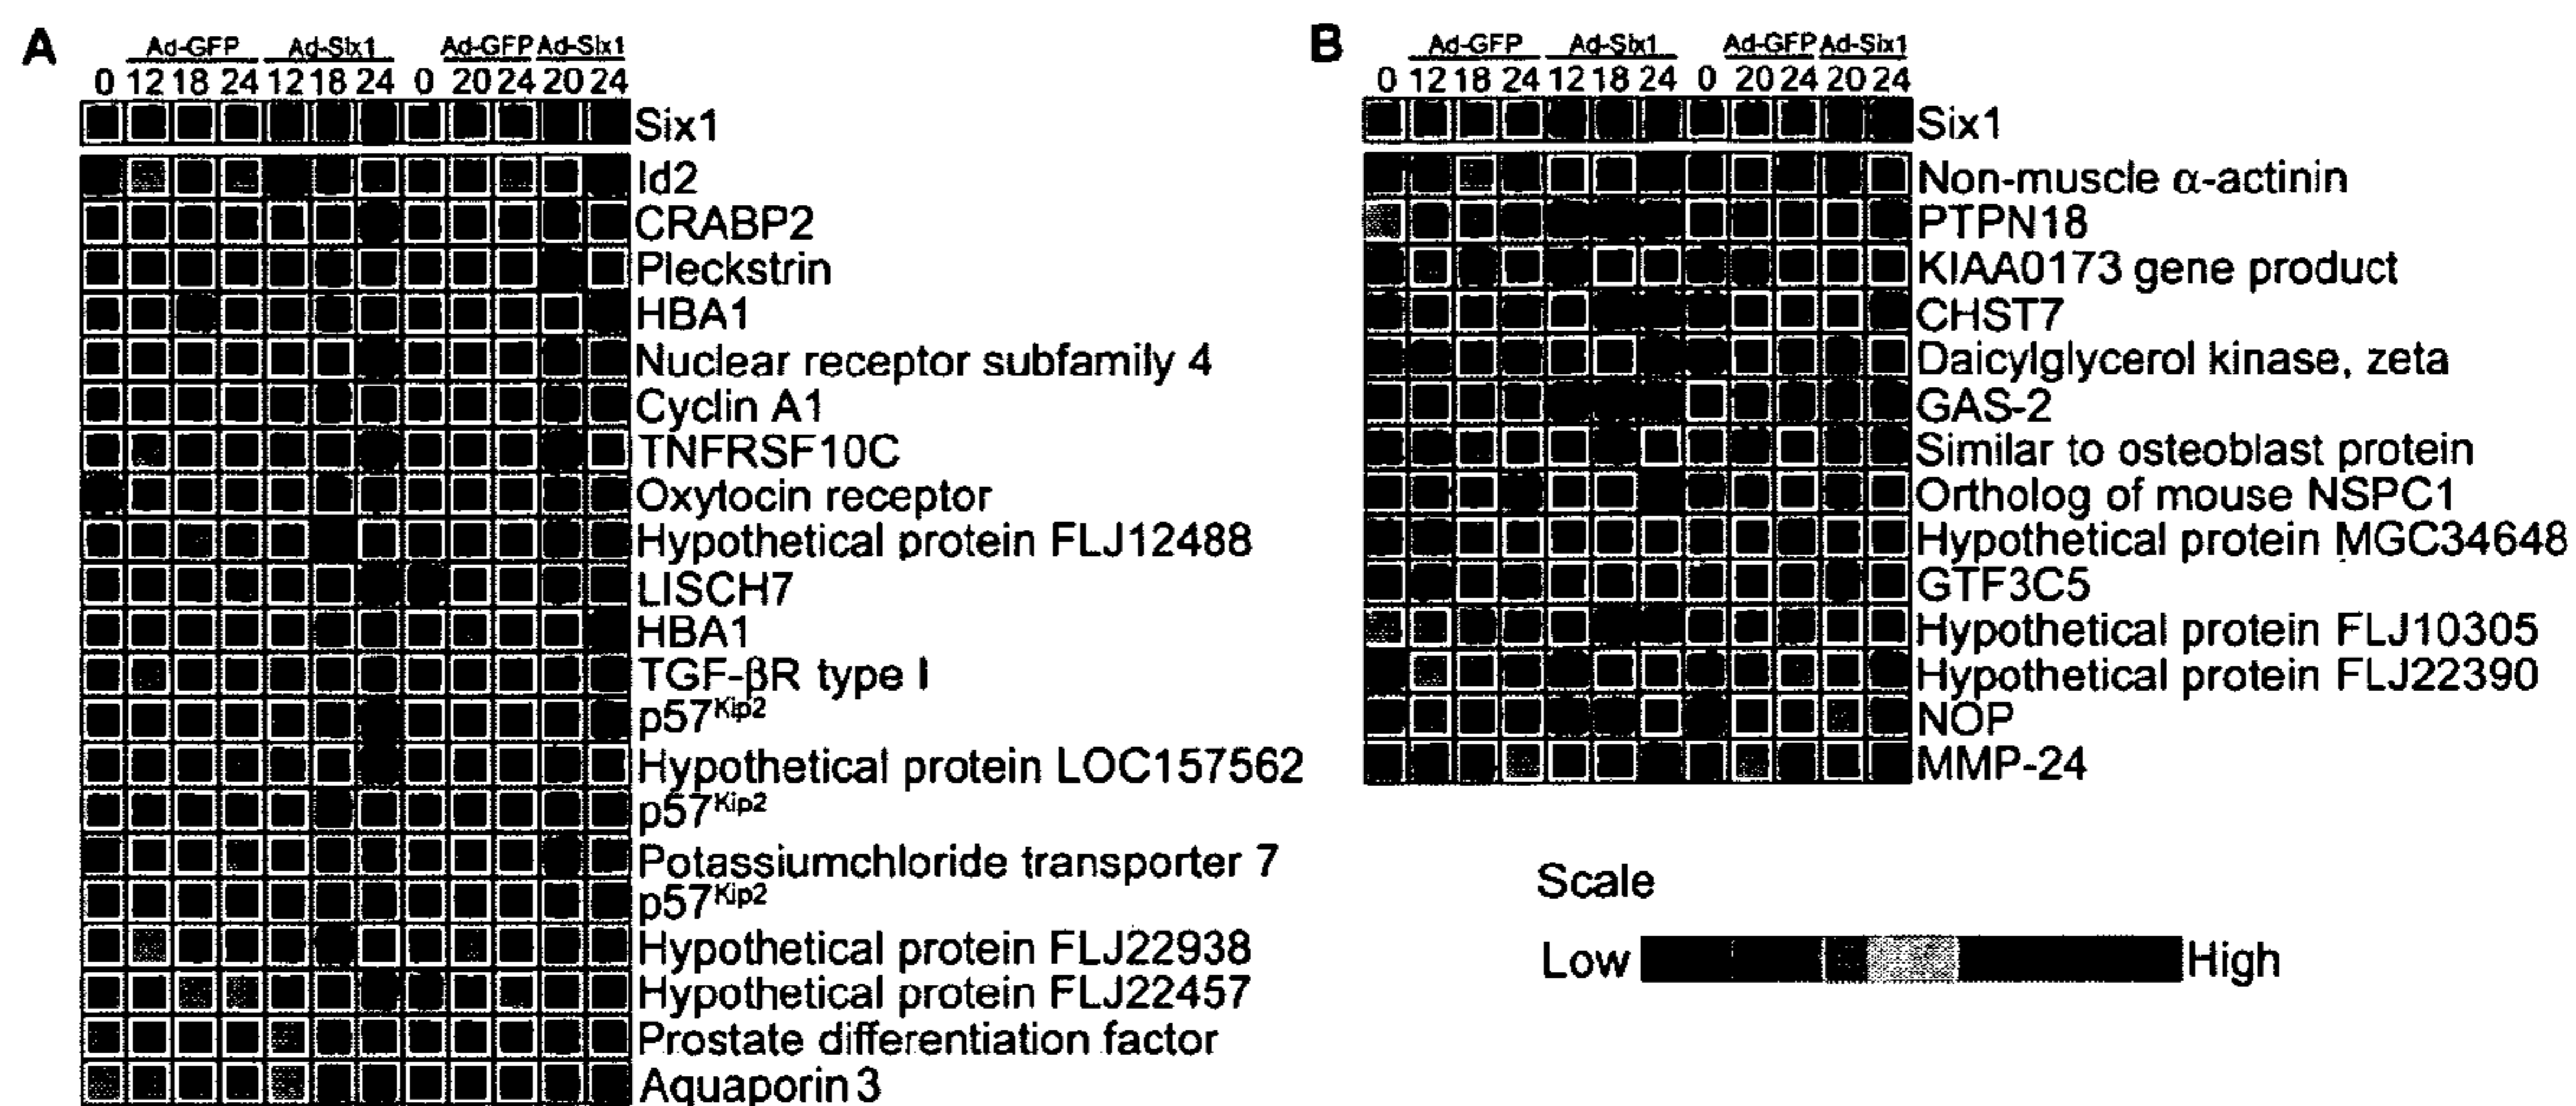 A
Ad-GFP Ad-Six1 Ad-GFP Ad-Six1
0 12 18 24 12 18 24 0 20 24 20 24
Six1
Id2
CRABP2
Pleckstrin
HBA1
Nuclear receptor subfamily 4
Cyclin A1
TNFRSF10C
Oxytocin receptor
Hypothetical protein FLJ12488
LISCH7
HBA1
TGF-βR type I
p57Kip2
Hypothetical protein LOC157562
p57Kip2
Potassiumchloride transporter 7
p57Kip2
Hypothetical protein FLJ22938
Hypothetical protein FLJ22457
Prostate differentiation factor
Aquaporin 3
B
Ad-GFP Ad-Six1 Ad-GFP Ad-Six1
0 12 18 24 12 18 24 0 20 24 20 24
Six1
Non-muscle α-actinin
PTPN18
KIAA0173 gene product
CHST7
Daicylglycerol kinase, zeta
GAS-2
Similar to osteoblast protein
Ortholog of mouse NSPC1
Hypothetical protein MGC34648
GTF3C5
Hypothetical protein FLJ10305
Hypothetical protein FLJ22390
NOP
MMP-24
Scale
Low High